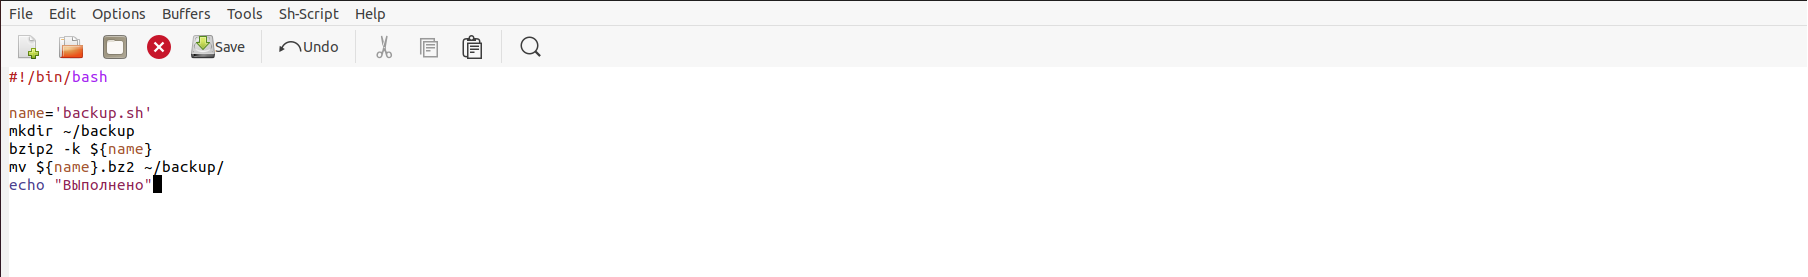 File Edit Options Buffers Tools Sh-Script Help
Save Undo
#!/bin/bash
name='backup.sh'
mkdir ~/backup
bzip2 -k ${name}
mv ${name}.bz2 ~/backup/
echo "ВЫполнено"